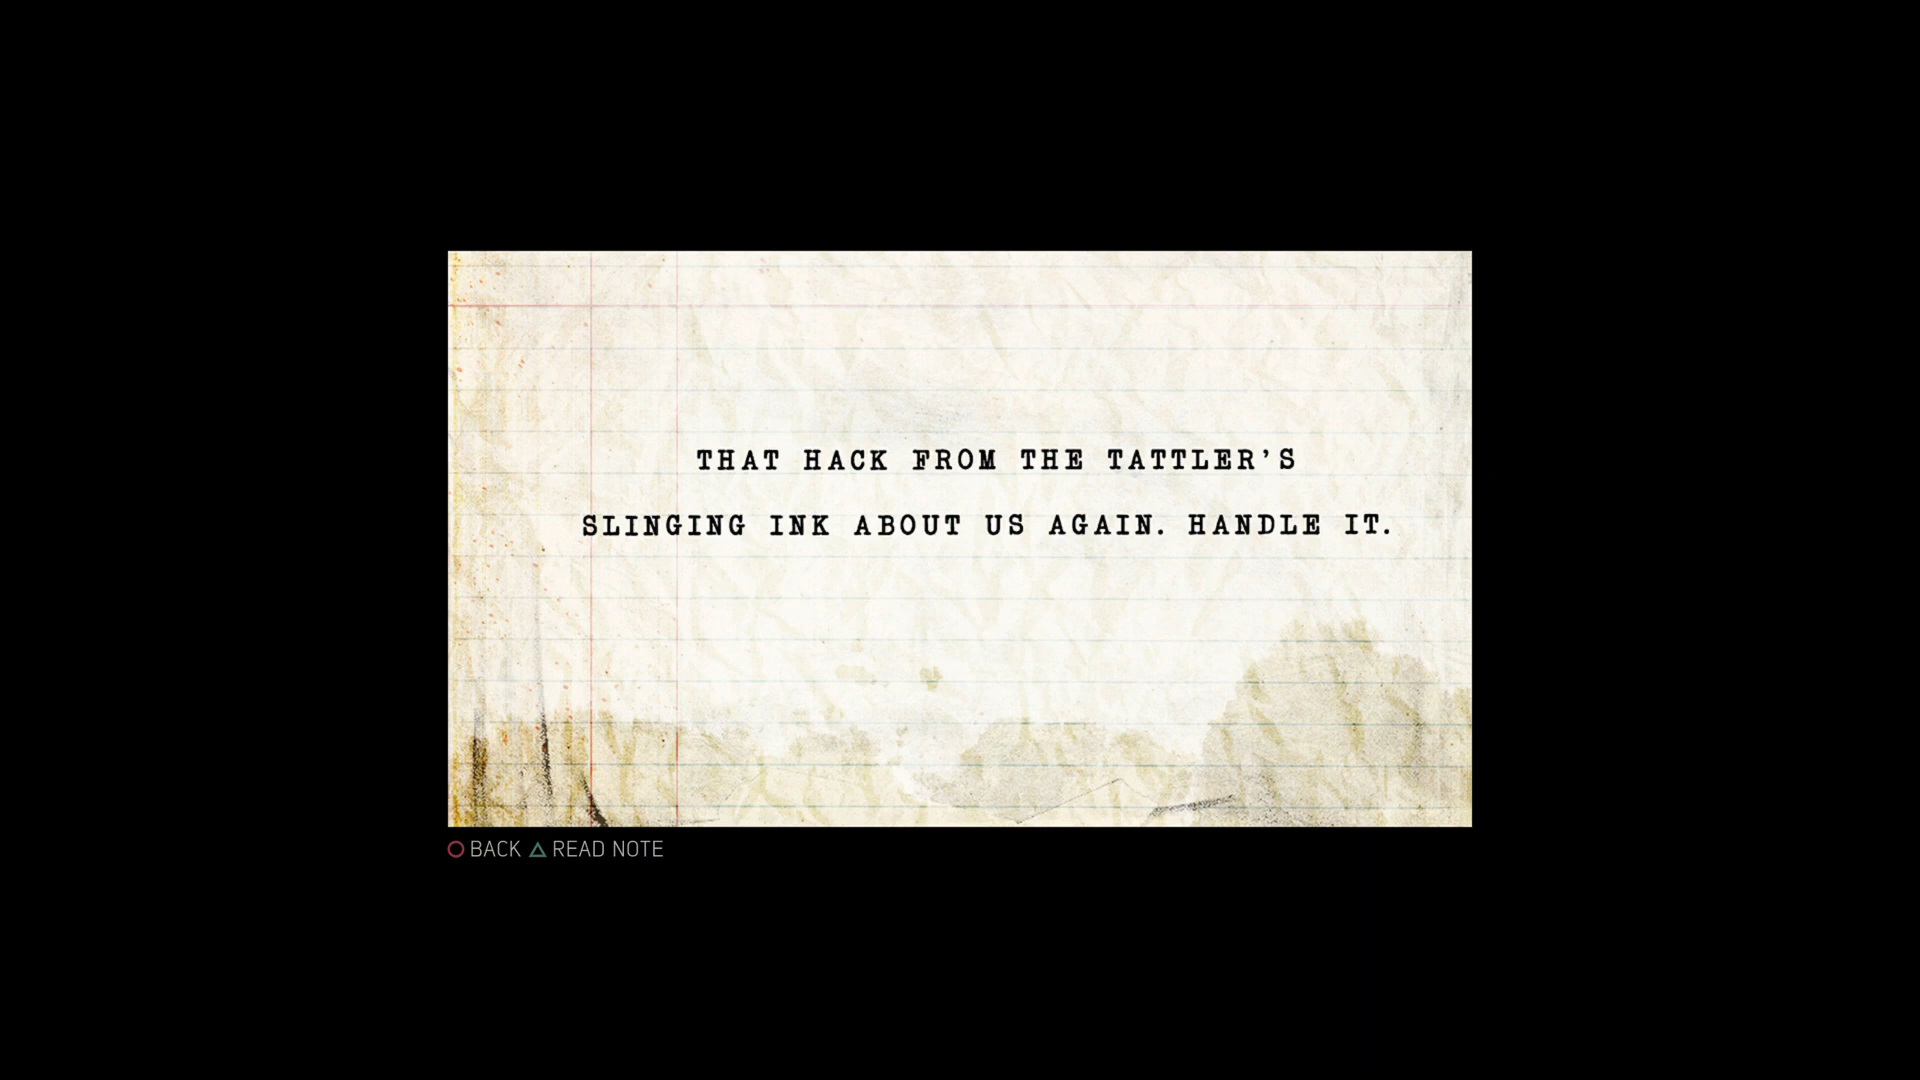 THAT HACK FROM THE TATTLER'S
SLINGING INK ABOUT US AGAIN. HANDLE IT.
BACK READ NOTE